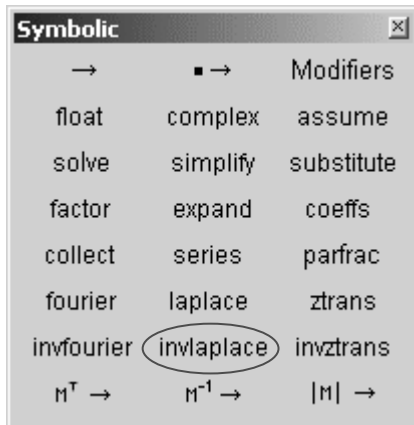 Symbolic ×
→ ▪ → Modifiers
float complex assume
solve simplify substitute
factor expand coeffs
collect series parfrac
fourier laplace ztrans
invfourier invlaplace invztrans
Mᵀ → M⁻¹ → |M| →